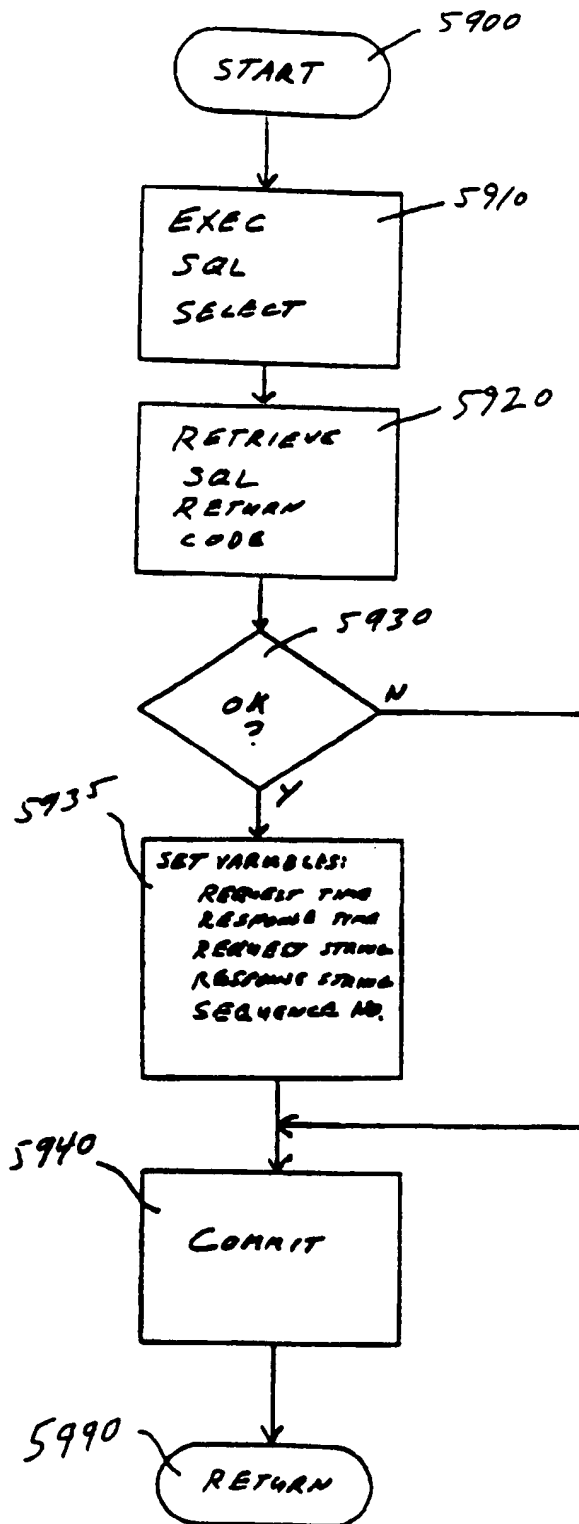 5900
START
5910
EXEC
SQL
SELECT
5920
RETRIEVE
SQL
RETURN
CODE
5930
OK
?
N
Y
5935
SET VARIABLES:
REQUEST TIME
RESPONSE TIME
REQUEST STRING
RESPONSE STRING
SEQUENCE NO.
5940
COMMIT
5990
RETURN